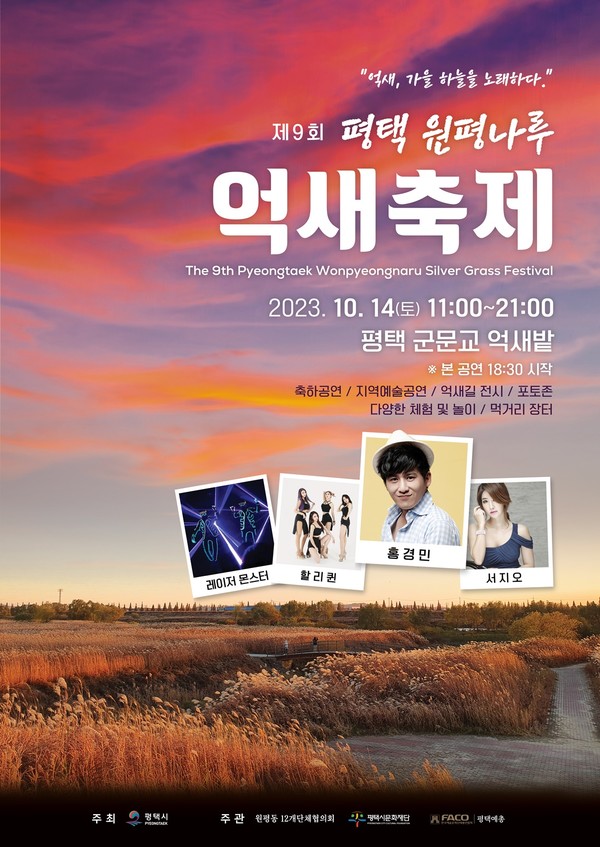 "억새, 가을 하늘을 노래하다."
제9회 평택 원평나루
억새축제
The 9th Pyeongtaek Wonpyeongnaru Silver Grass Festival
2023. 10. 14(토) 11:00~21:00
평택 군문교 억새밭
※ 본 공연 18:30 시작
축하공연 / 지역예술공연 / 억새길 전시 / 포토존
다양한 체험 및 놀이 / 먹거리 장터
레이저 몬스터
할리퀸
홍경민
서지오
주최 평택시 PYEONGTAEK 주관 원평동 12개단체협의회 평택시문화재단 FACO 평택예총